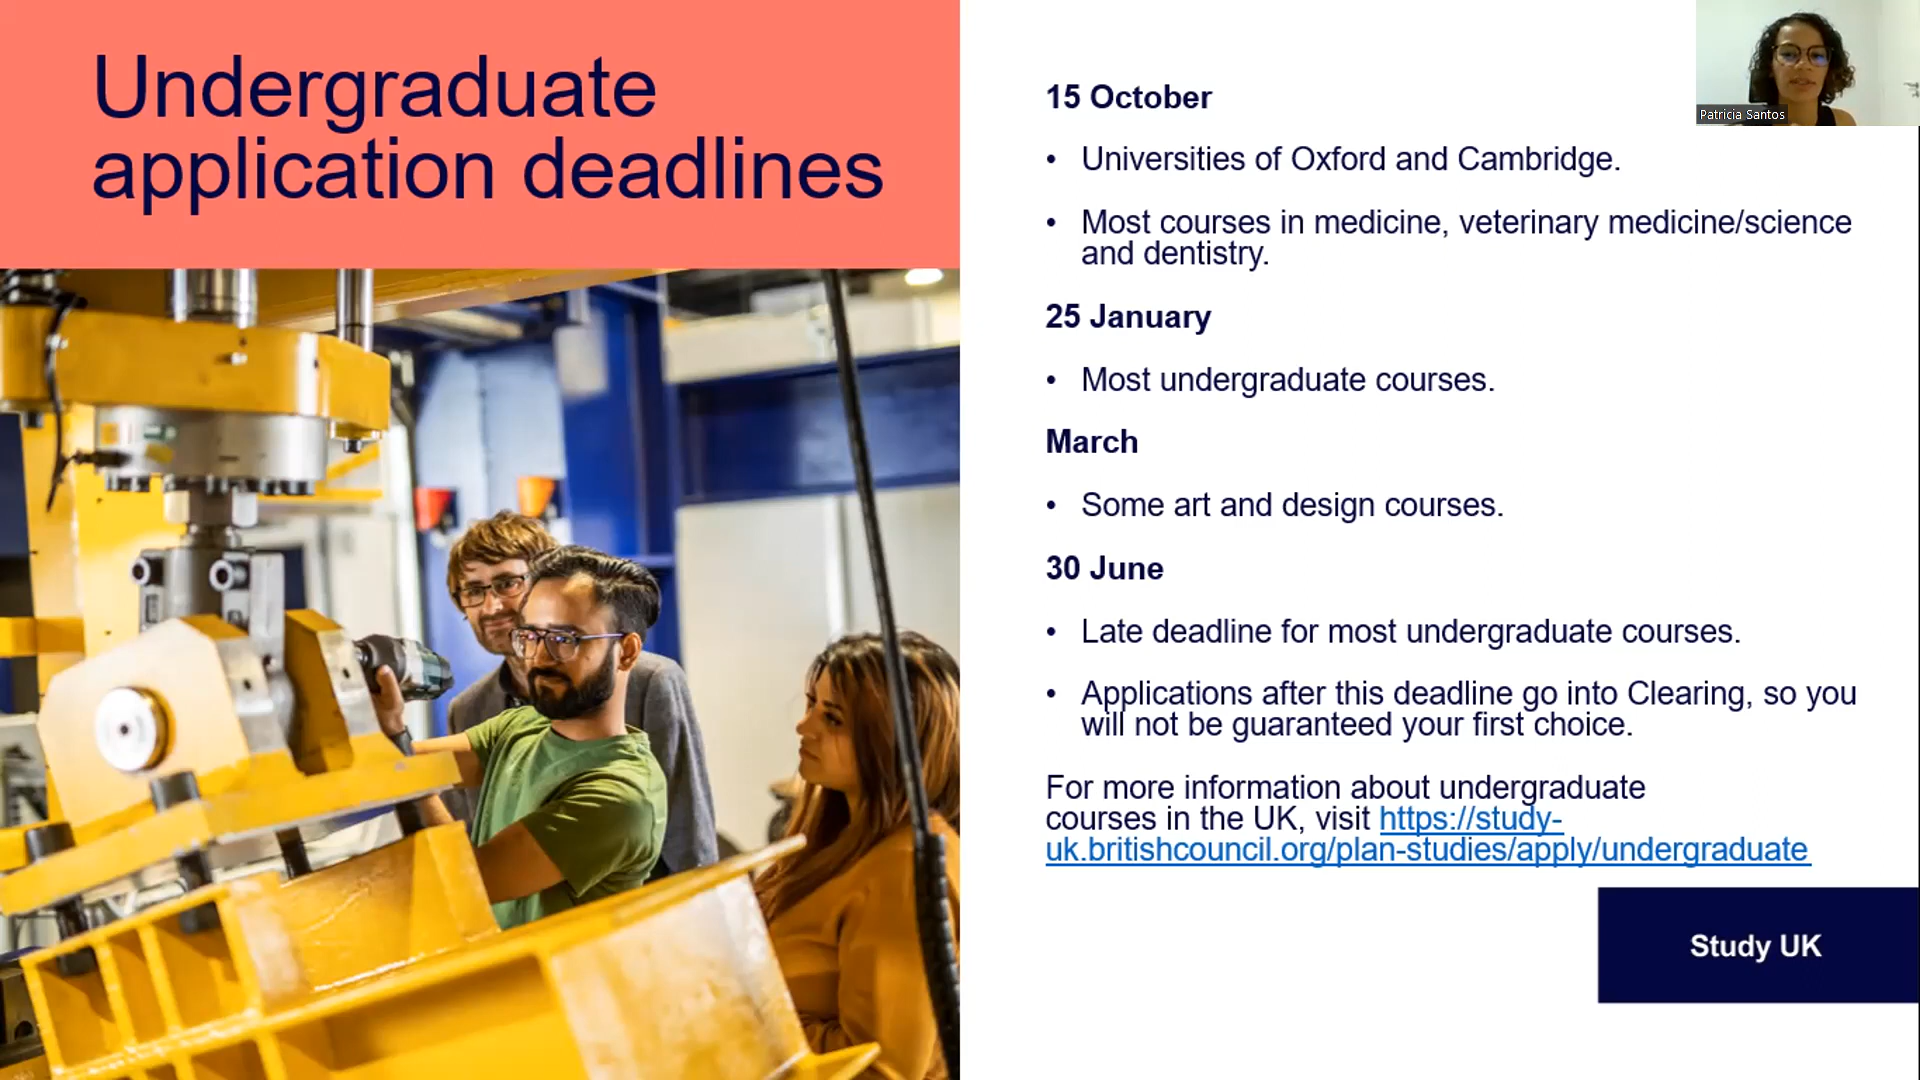 Undergraduate
application deadlines
15 October
• Universities of Oxford and Cambridge.
• Most courses in medicine, veterinary medicine/science
and dentistry.
25 January
• Most undergraduate courses.
March
• Some art and design courses.
30 June
• Late deadline for most undergraduate courses.
• Applications after this deadline go into Clearing, so you
will not be guaranteed your first choice.
For more information about undergraduate
courses in the UK, visit https://study-
uk.britishcouncil.org/plan-studies/apply/undergraduate
Study UK
Patricia Santos